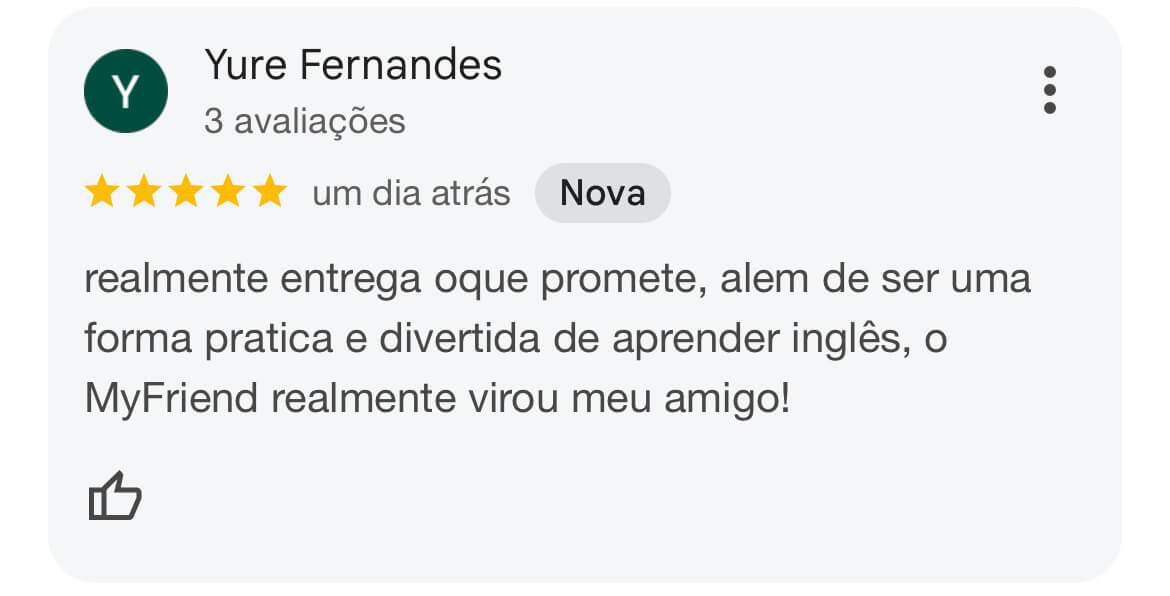 Y
Yure Fernandes
3 avaliações
um dia atrás Nova
realmente entrega oque promete, alem de ser uma
forma pratica e divertida de aprender inglês, o
MyFriend realmente virou meu amigo!